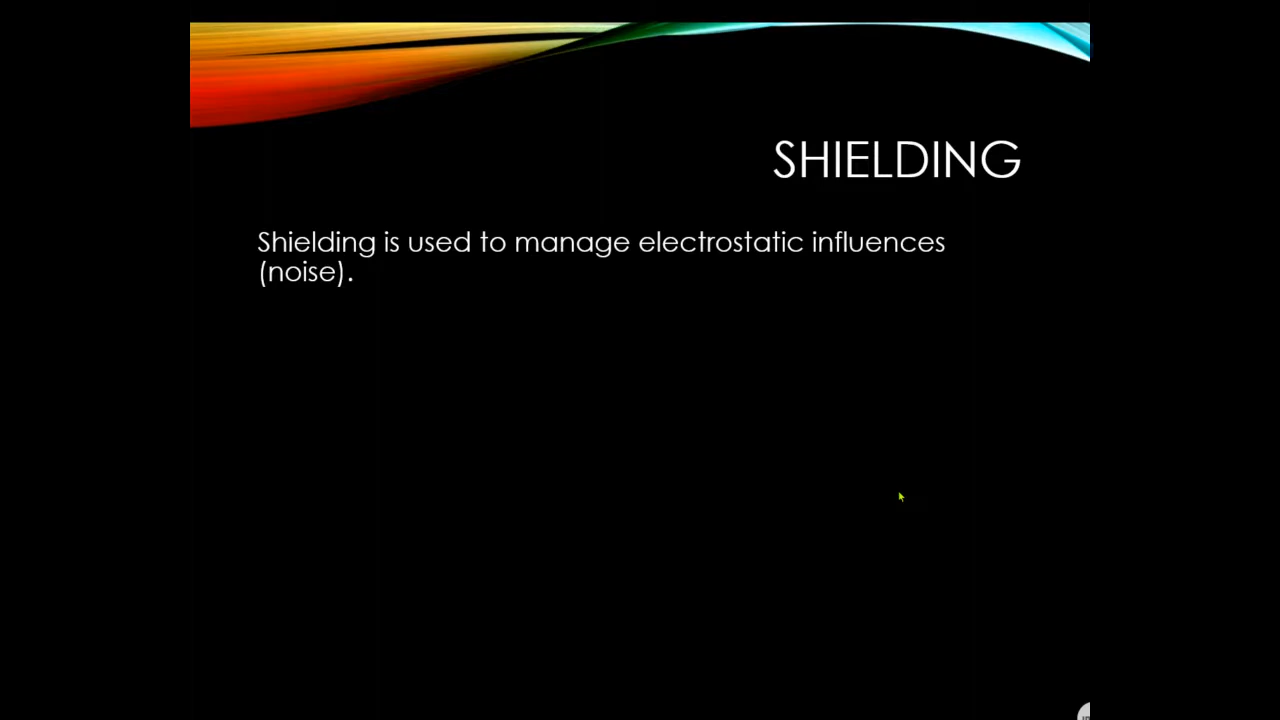 SHIELDING
Shielding is used to manage electrostatic influences
(noise).